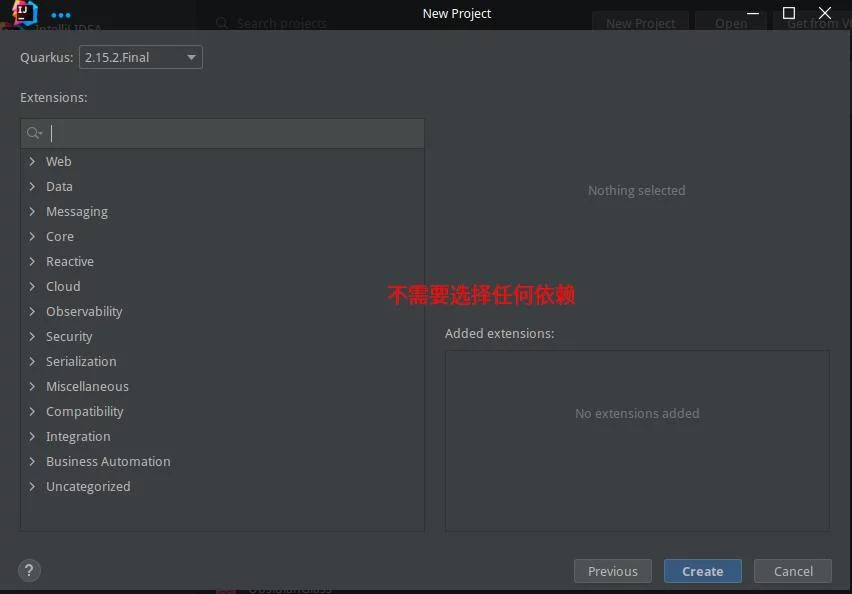 New Project
IntelliJ IDEA
Search projects
New Project
Open
Get from V
Quarkus:
2.15.2.Final
Extensions:
Web
Data
Messaging
Core
Reactive
Cloud
Observability
Security
Serialization
Miscellaneous
Compatibility
Integration
Business Automation
Uncategorized
Nothing selected
不需要选择任何依赖
Added extensions:
No extensions added
?
Previous
Create
Cancel
ObsidianGlass